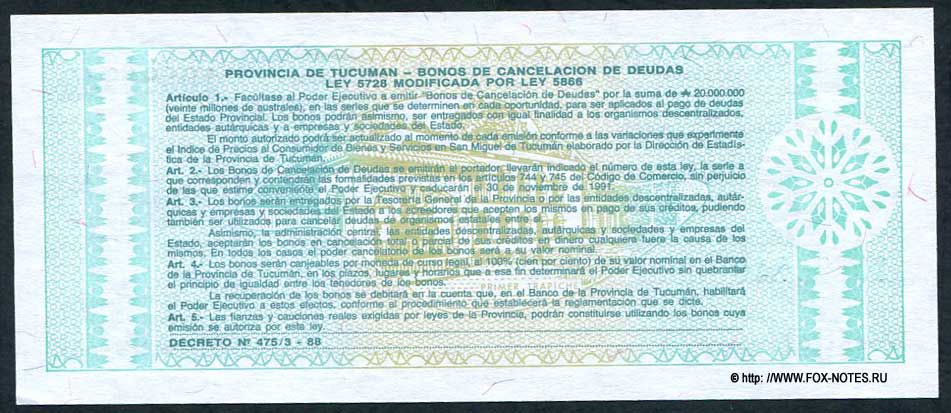 PROVINCIA DE TUCUMAN - BONOS DE CANCELACION DE DEUDAS
LEY 5728 MODIFICADA POR LEY 5866
Artículo 1.- Facúltase al Poder Ejecutivo a emitir "Bonos de Cancelación de Deudas" por la suma de ₳ 20.000.000
(veinte millones de australes), en las series que se determinen en cada oportunidad, para ser aplicados al pago de deudas
del Estado Provincial. Los bonos podrán asimismo, ser entregados con igual finalidad a los organismos descentralizados,
entidades autárquicas y a empresas y sociedades del Estado.
El monto autorizado podrá ser actualizado al momento de cada emisión conforme a las variaciones que experimente
el Indice de Precios al Consumidor de Bienes y Servicios en San Miguel de Tucumán elaborado por la Dirección de Estadís-
tica de la Provincia de Tucumán.
Art. 2.- Los Bonos de Cancelación de Deudas se emitirán al portador llevarán indicado el número de esta ley, la serie a
que corresponden y contendrán las formalidades previstas en los artículos 744 y 745 del Código de Comercio, sin perjuicio
de las que estime conveniente el Poder Ejecutivo y caducarán el 30 de noviembre de 1991.
Art. 3.- Los bonos serán entregados por la Tesorería General de la Provincia o por las entidades descentralizadas, autár-
quicas y empresas y sociedades del Estado a los acreedores que acepten los mismos en pago de sus créditos, pudiendo
también ser utilizados para cancelar deudas de organismos estatales entre sí.
Asimismo, la administración central, las entidades descentralizadas, autárquicas y sociedades y empresas del
Estado, aceptarán los bonos en cancelación total o parcial de sus créditos en dinero cualquiera fuere la causa de los
mismos. En todos los casos el poder cancelatorio de los bonos será a su valor nominal.
Art. 4.- Los bonos serán canjeables por moneda de curso legal, al 100% (cien por ciento) de su valor nominal en el Banco
de la Provincia de Tucumán, en los plazos, lugares y horarios que a ese fin determinará el Poder Ejecutivo sin quebrantar
el principio de igualdad entre los tenedores de los bonos.
PRIMER TRAPICHE
La recuperación de los bonos se debitará en la cuenta que, en el Banco de la Provincia de Tucumán, habilitará
el Poder Ejecutivo a estos efectos, conforme al procedimiento que establecerá la reglamentación que se dicte.
Art. 5.- Las fianzas y cauciones reales exigidas por leyes de la Provincia, podrán constituirse utilizando los bonos cuya
emisión se autoriza por esta ley.
DECRETO Nº 475/3 - 88
© http: //WWW.FOX-NOTES.RU